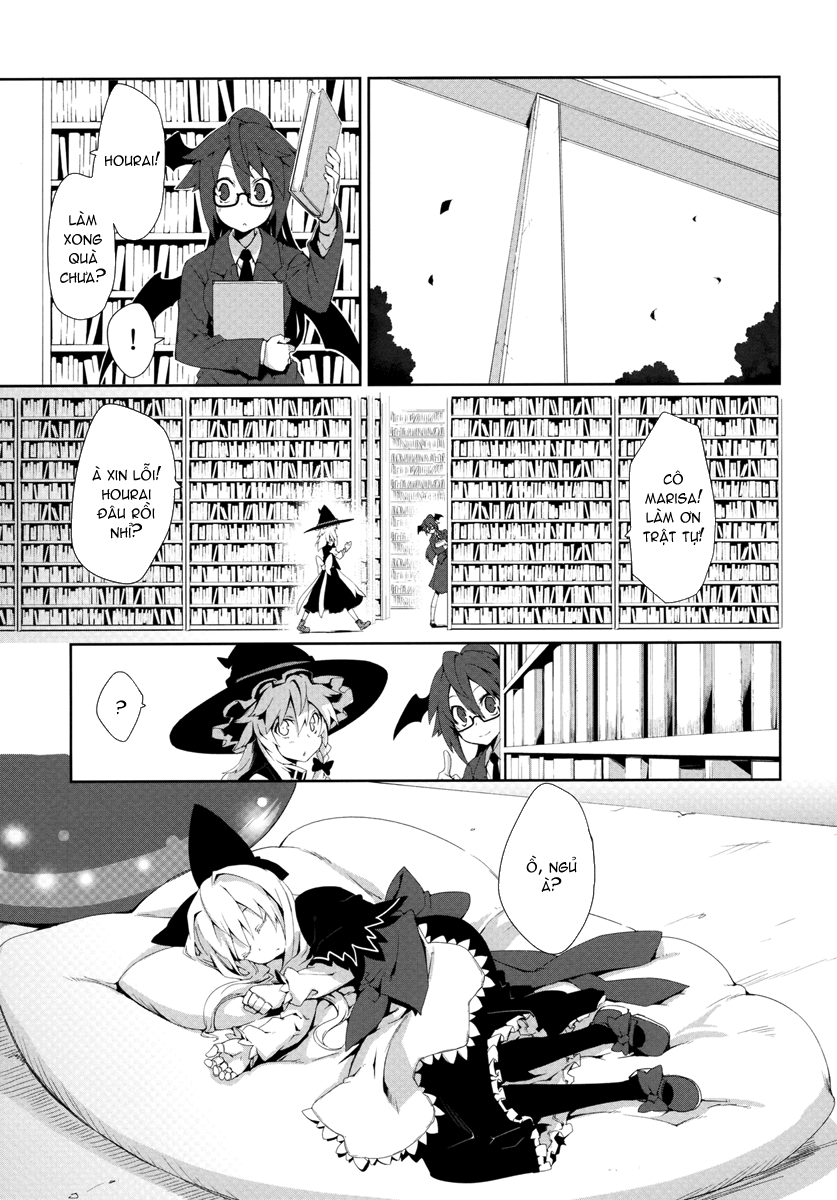 HOURAI!
LÀM
XONG
QUÀ
CHƯA?
!
CÔ
MARISA!
LÀM ƠN
TRẬT TỰ!
À XIN LỖI!
HOURAI
ĐÂU RỒI
NHỈ?
?
Ồ, NGỦ
À?